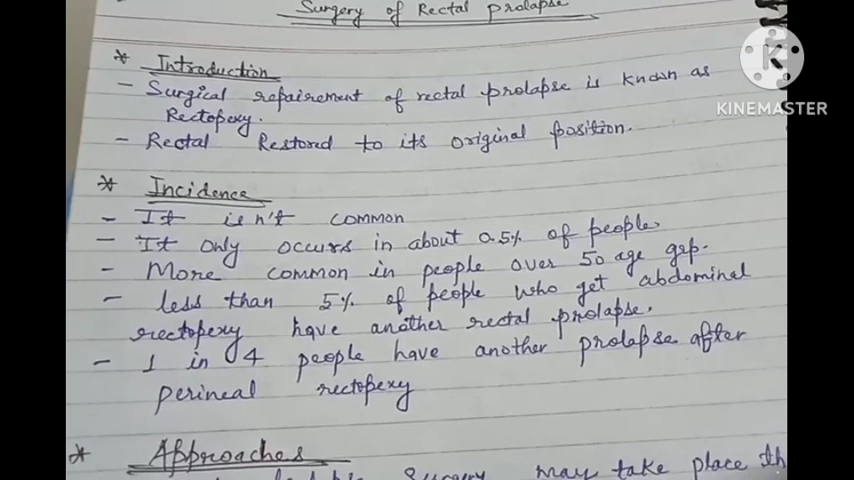 Surgery of Rectal prolapse
* Introduction
- Surgical repairement of rectal prolapse is known as
Rectopexy.
- Rectal Restored to its original position.
* Incidence
- It isn't common
- It only occurs in about 0.5% of people.
- More common in people over 50 age gep.
- less than 5% of people who get abdominal
rectopexy have another rectal prolapse.
- 1 in 4 people have another prolapse after
perineal rectopexy
* Approaches
surgery may take place th
K
KINEMASTER